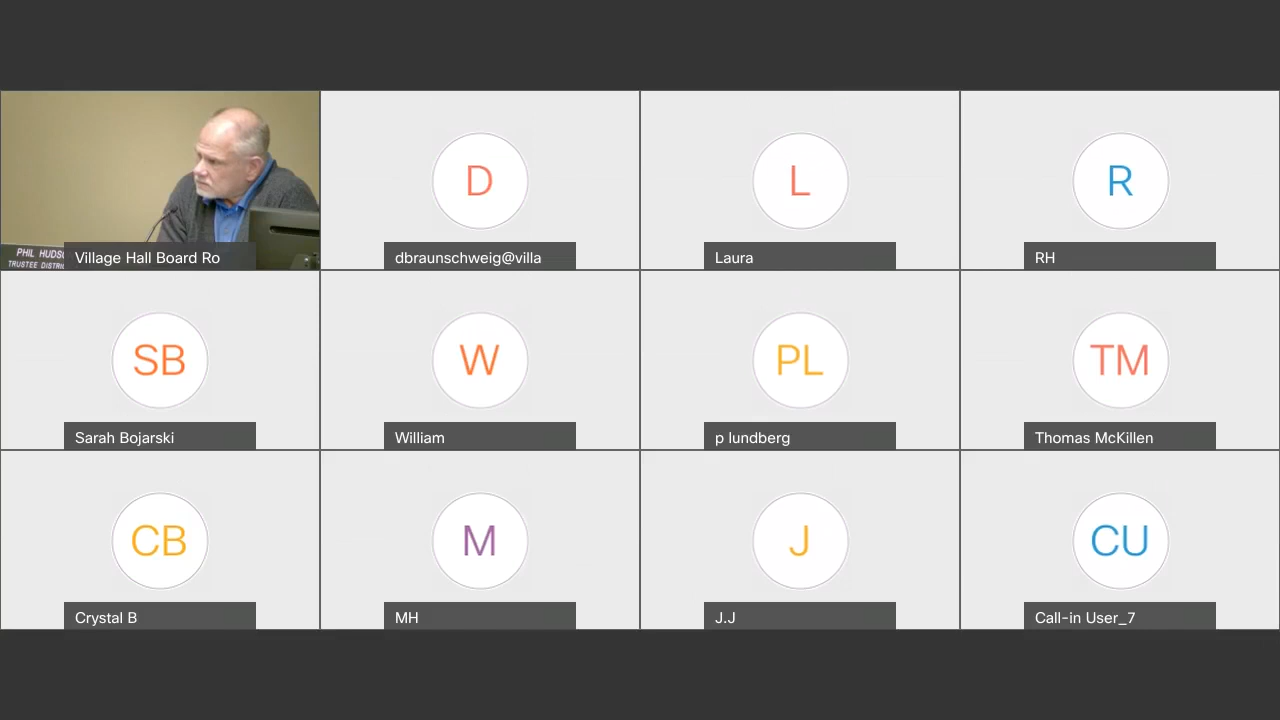 PHIL HUDS
TRUSTEE DISTRI
Village Hall Board Ro
D
dbraunschweig@villa
L
Laura
R
RH
SB
Sarah Bojarski
W
William
PL
p lundberg
TM
Thomas McKillen
CB
Crystal B
M
MH
J
J.J
CU
Call-in User_7